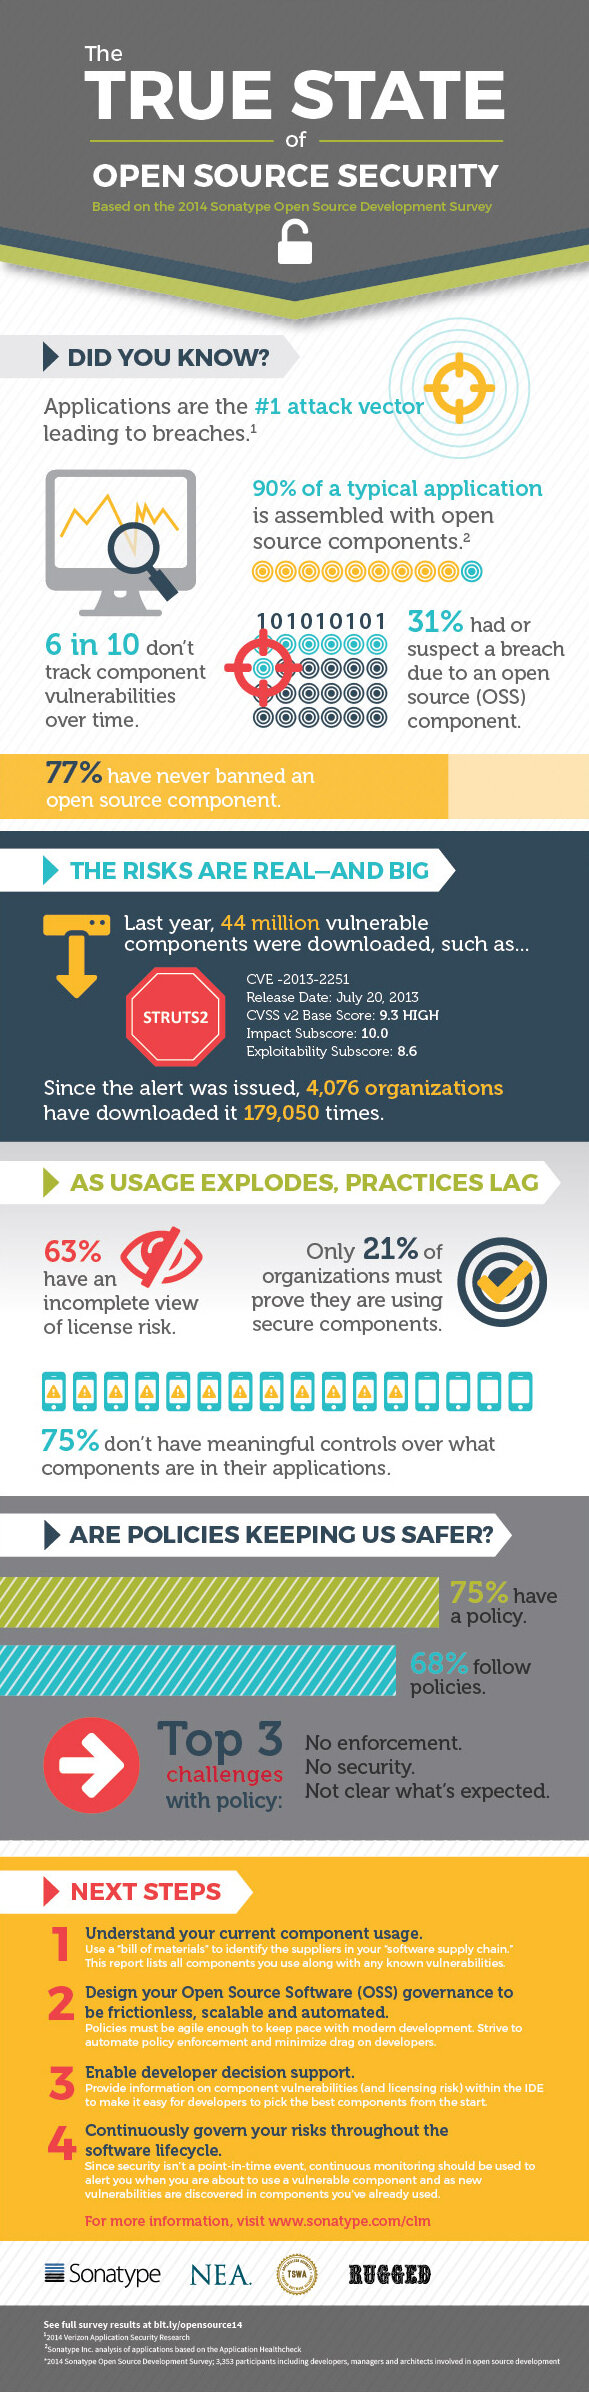 The
TRUE STATE
of
OPEN SOURCE SECURITY
Based on the 2014 Sonatype Open Source Development Survey
DID YOU KNOW?
Applications are the #1 attack vector
leading to breaches.¹
90% of a typical application
is assembled with open
source components.²
6 in 10 don't
track component
vulnerabilities
over time.
101010101
31% had or
suspect a breach
due to an open
source (OSS)
component.
77% have never banned an
open source component.
THE RISKS ARE REAL—AND BIG
Last year, 44 million vulnerable
components were downloaded, such as...
STRUTS2
CVE -2013-2251
Release Date: July 20, 2013
CVSS v2 Base Score: 9.3 HIGH
Impact Subscore: 10.0
Exploitability Subscore: 8.6
Since the alert was issued, 4,076 organizations
have downloaded it 179,050 times.
AS USAGE EXPLODES, PRACTICES LAG
63%
have an
incomplete view
of license risk.
Only 21% of
organizations must
prove they are using
secure components.
75% don't have meaningful controls over what
components are in their applications.
ARE POLICIES KEEPING US SAFER?
75% have
a policy.
68% follow
policies.
Top 3
challenges
with policy:
No enforcement.
No security.
Not clear what's expected.
NEXT STEPS
1 Understand your current component usage.
Use a "bill of materials" to identify the suppliers in your "software supply chain."
This report lists all components you use along with any known vulnerabilities.
2 Design your Open Source Software (OSS) governance to
be frictionless, scalable and automated.
Policies must be agile enough to keep pace with modern development. Strive to
automate policy enforcement and minimize drag on developers.
3 Enable developer decision support.
Provide information on component vulnerabilities (and licensing risk) within the IDE
to make it easy for developers to pick the best components from the start.
4 Continuously govern your risks throughout the
software lifecycle.
Since security isn't a point-in-time event, continuous monitoring should be used to
alert you when you are about to use a vulnerable component and as new
vulnerabilities are discovered in components you've already used.
For more information, visit www.sonatype.com/clm
Sonatype
NEA.
TSWA
RUGGED
See full survey results at bit.ly/opensource14
¹2014 Verizon Application Security Research
²Sonatype Inc. analysis of applications based on the Application Healthcheck
*2014 Sonatype Open Source Development Survey; 3,353 participants including developers, managers and architects involved in open source development